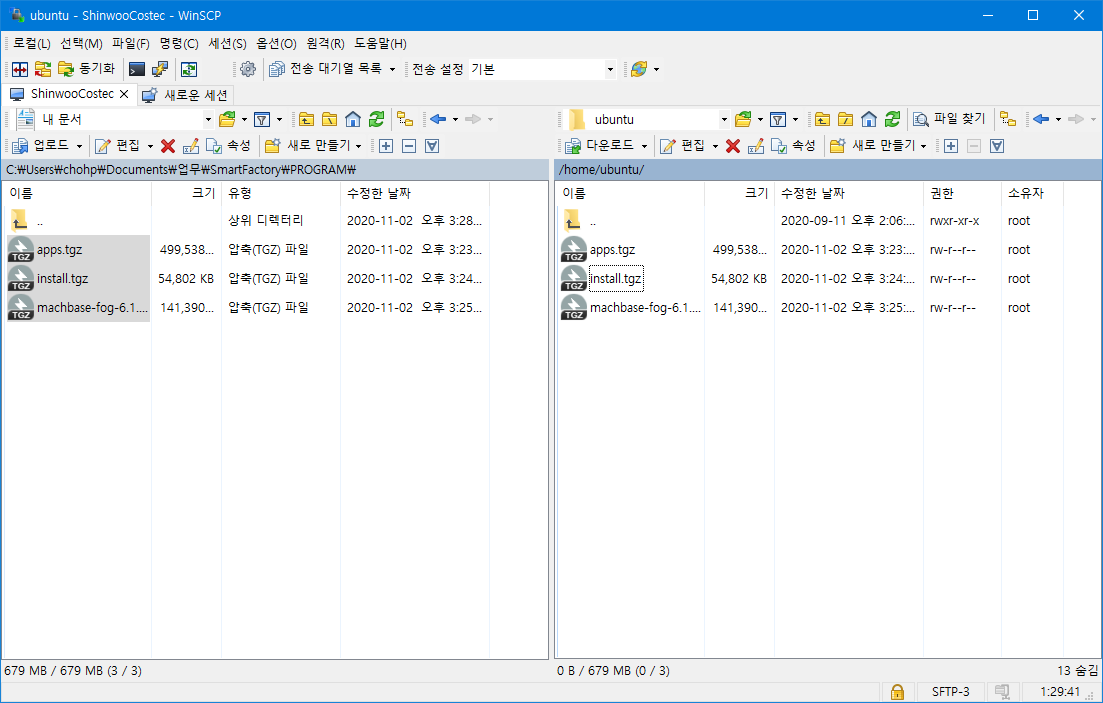 ubuntu - ShinwooCostec - WinSCP
로컬(L) 선택(M) 파일(F) 명령(C) 세션(S) 옵션(O) 원격(R) 도움말(H)
동기화 전송 대기열 목록 전송 설정 기본
ShinwooCostec 새로운 세션
내 문서
업로드 편집 속성 새로 만들기
C:₩Users₩chohp₩Documents₩업무₩SmartFactory₩PROGRAM₩
이름 크기 유형 수정한 날짜
.. 상위 디렉터리 2020-11-02 오후 3:28...
apps.tgz 499,538... 압축(TGZ) 파일 2020-11-02 오후 3:23...
TGZ
install.tgz 54,802 KB 압축(TGZ) 파일 2020-11-02 오후 3:24...
TGZ
machbase-fog-6.1.... 141,390... 압축(TGZ) 파일 2020-11-02 오후 3:25...
TGZ
679 MB / 679 MB (3 / 3)
ubuntu 파일 찾기
다운로드 편집 속성 새로 만들기
/home/ubuntu/
이름 크기 수정한 날짜 권한 소유자
.. 2020-09-11 오후 2:06:... rwxr-xr-x root
apps.tgz 499,538... 2020-11-02 오후 3:23:... rw-r--r-- root
TGZ
install.tgz 54,802 KB 2020-11-02 오후 3:24:... rw-r--r-- root
TGZ
machbase-fog-6.1.... 141,390... 2020-11-02 오후 3:25:... rw-r--r-- root
TGZ
0 B / 679 MB (0 / 3) 13 숨김
SFTP-3 1:29:41